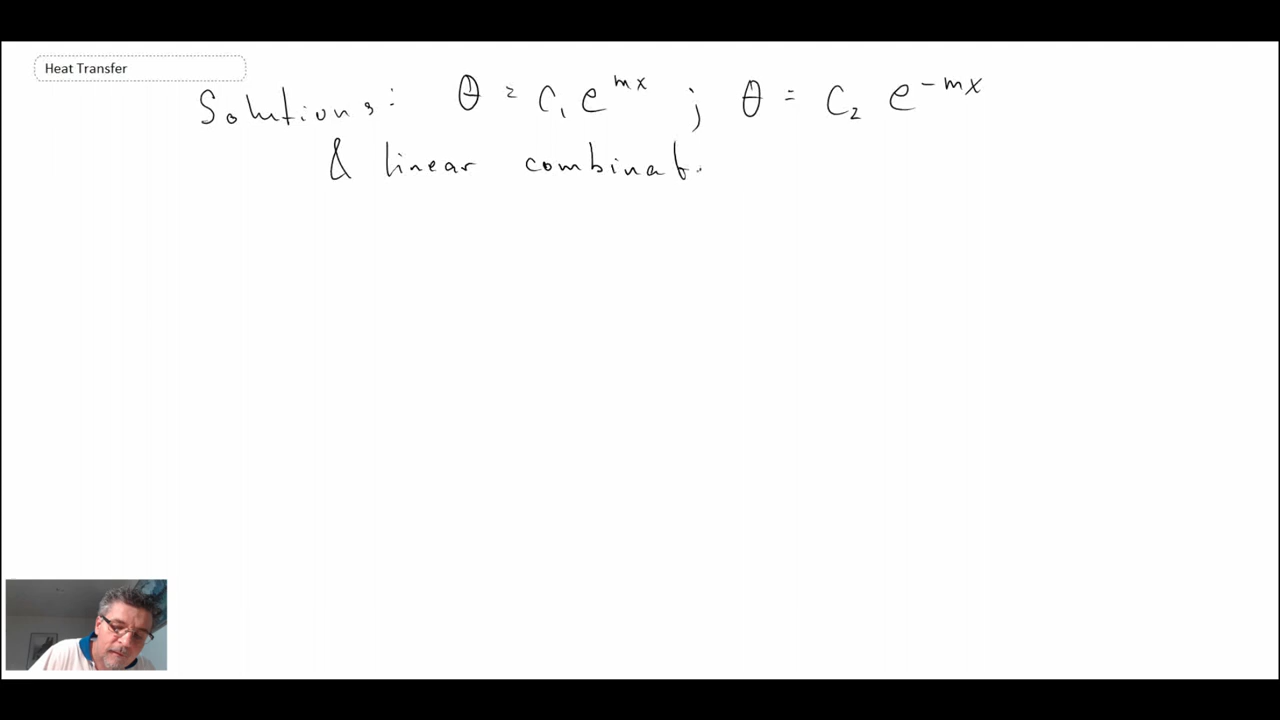 Heat Transfer
Solutions: θ = C₁ e^{mx} ; θ = C₂ e^{-mx}
& linear combinat